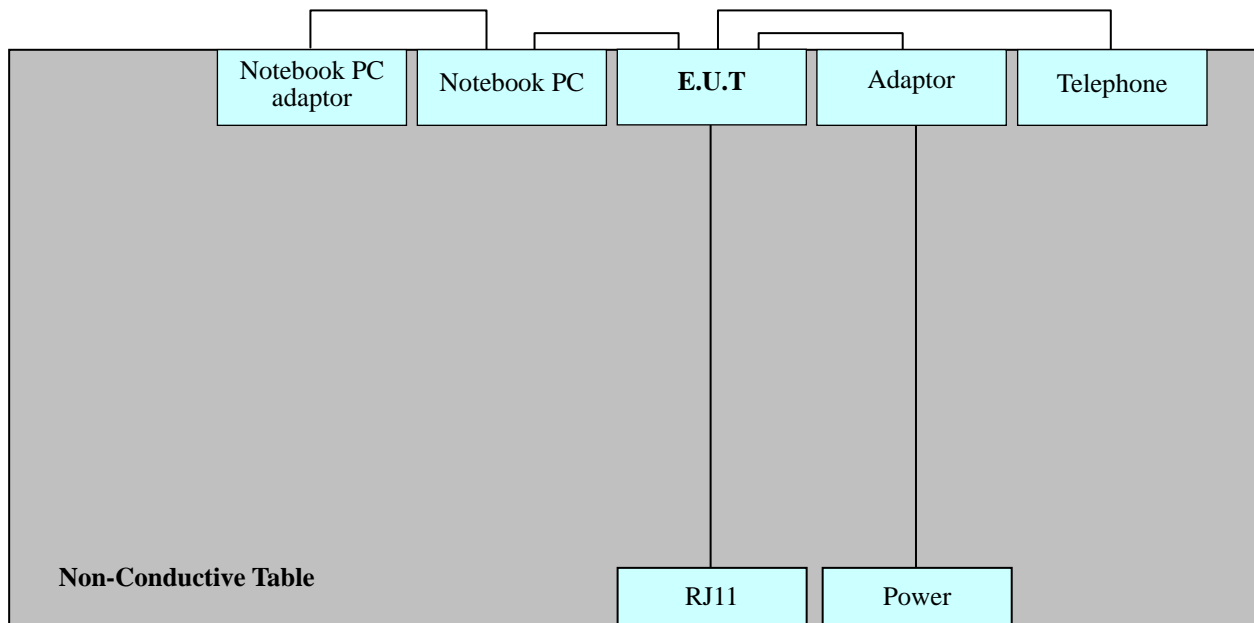 Notebook PC
adaptor
Notebook PC
E.U.T
Adaptor
Telephone
Non-Conductive Table
RJ11
Power